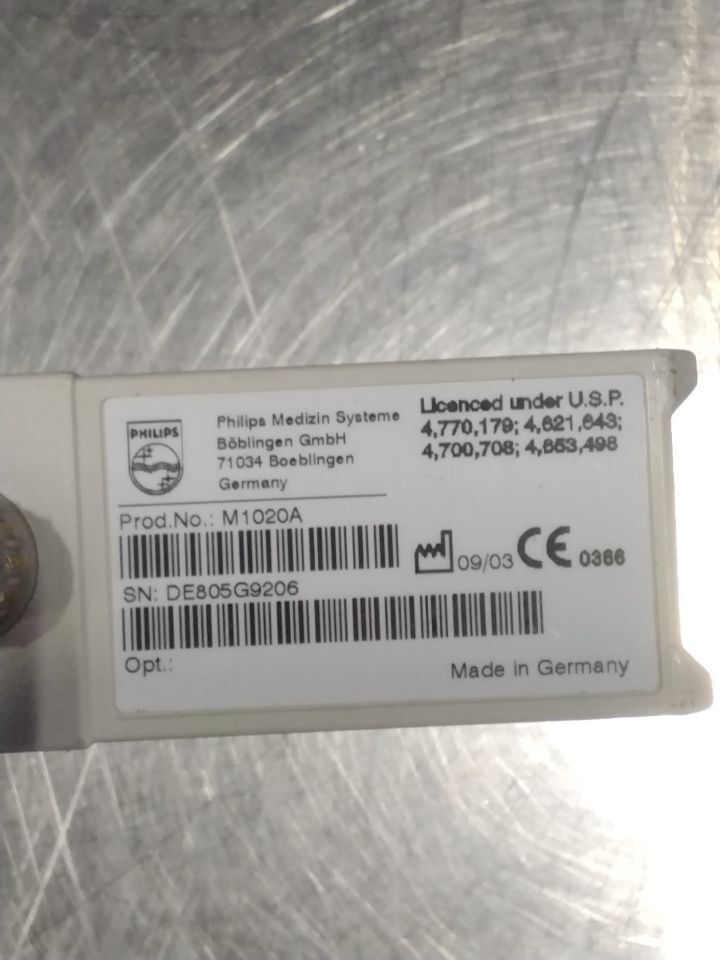 PHILIPS
Philips Medizin Systeme
Böblingen GmbH
71034 Boeblingen
Germany
Licenced under U.S.P.
4,770,179; 4,621,643;
4,700,708; 4,653,498
Prod.No.: M1020A
09/03 CE 0366
SN: DE805G9206
Opt.:
Made in Germany